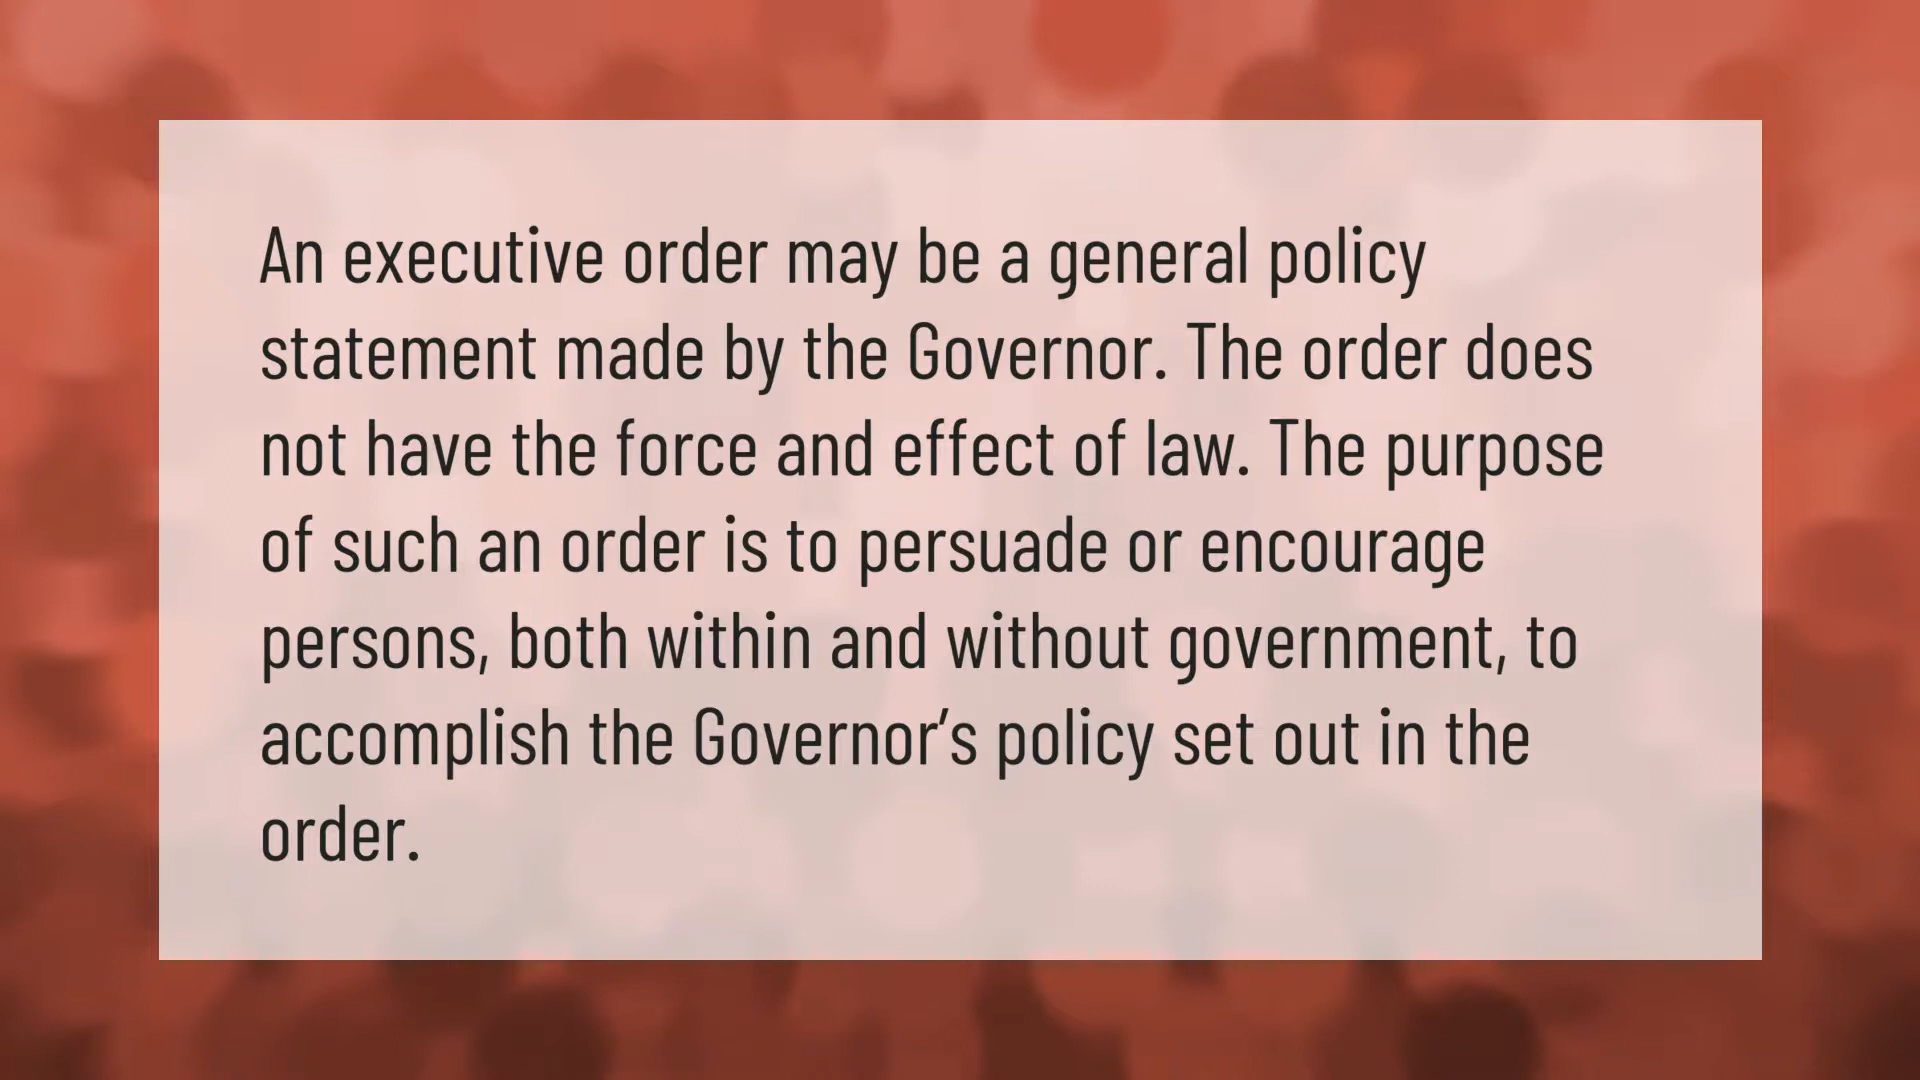 An executive order may be a general policy
statement made by the Governor. The order does
not have the force and effect of law. The purpose
of such an order is to persuade or encourage
persons, both within and without government, to
accomplish the Governor’s policy set out in the
order.